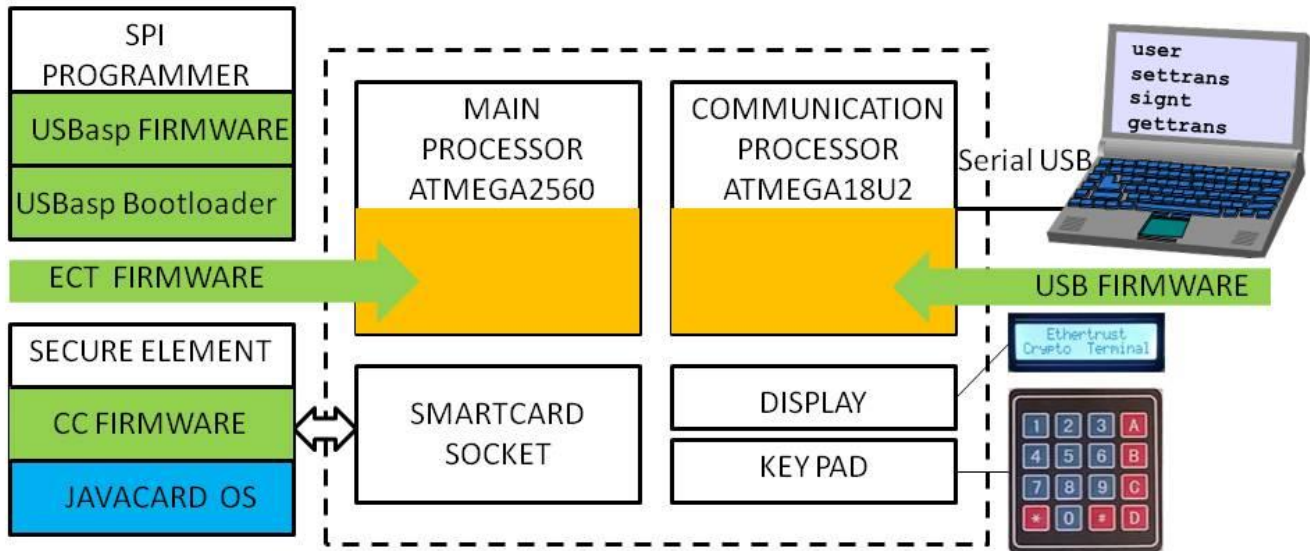 SPI
PROGRAMMER
USBasp FIRMWARE
USBasp Bootloader
MAIN
PROCESSOR
ATMEGA2560
COMMUNICATION
PROCESSOR
ATMEGA18U2
Serial USB
user
settrans
signt
gettrans
ECT FIRMWARE
USB FIRMWARE
SECURE ELEMENT
CC FIRMWARE
JAVACARD OS
SMARTCARD
SOCKET
DISPLAY
KEY PAD
Ethertrust
Crypto Terminal
1 2 3 A
4 5 6 B
7 8 9 C
* 0 # D